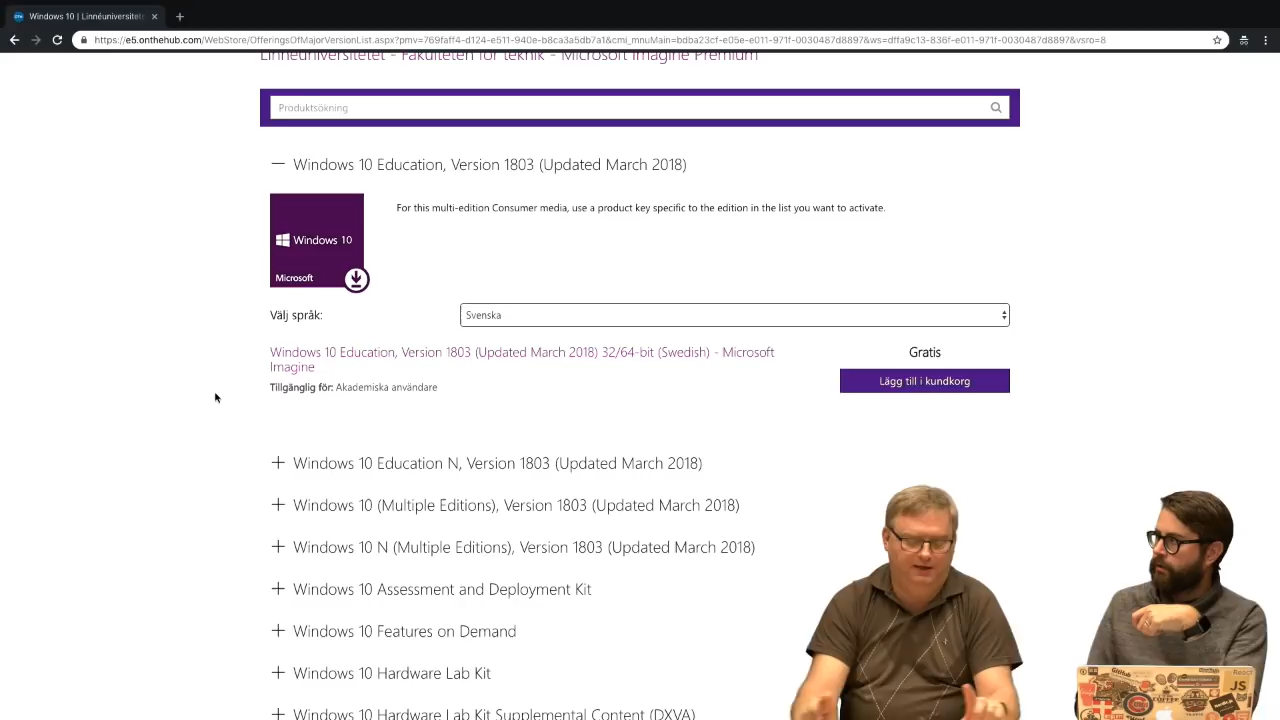 Windows 10 | Linnéuniversitet
https://e5.onthehub.com/WebStore/OfferingsOfMajorVersionList.aspx?pmv=769faff4-d124-e511-940e-b8ca3a5db7a1&cmi_mnuMain=bdba23cf-e05e-e011-971f-0030487d8897&ws=dffa9c13-836f-e011-971f-0030487d8897&vsro=8
Linnéuniversitetet - Fakulteten för teknik - Microsoft Imagine Premium
Produktsökning
Windows 10 Education, Version 1803 (Updated March 2018)
For this multi-edition Consumer media, use a product key specific to the edition in the list you want to activate.
Windows 10
Microsoft
Välj språk:
Svenska
Windows 10 Education, Version 1803 (Updated March 2018) 32/64-bit (Swedish) - Microsoft
Imagine
Gratis
Tillgänglig för: Akademiska användare
Lägg till i kundkorg
Windows 10 Education N, Version 1803 (Updated March 2018)
Windows 10 (Multiple Editions), Version 1803 (Updated March 2018)
Windows 10 N (Multiple Editions), Version 1803 (Updated March 2018)
Windows 10 Assessment and Deployment Kit
Windows 10 Features on Demand
Windows 10 Hardware Lab Kit
Windows 10 Hardware Lab Kit Supplemental Content (DXVA)
GitHub
React
JS